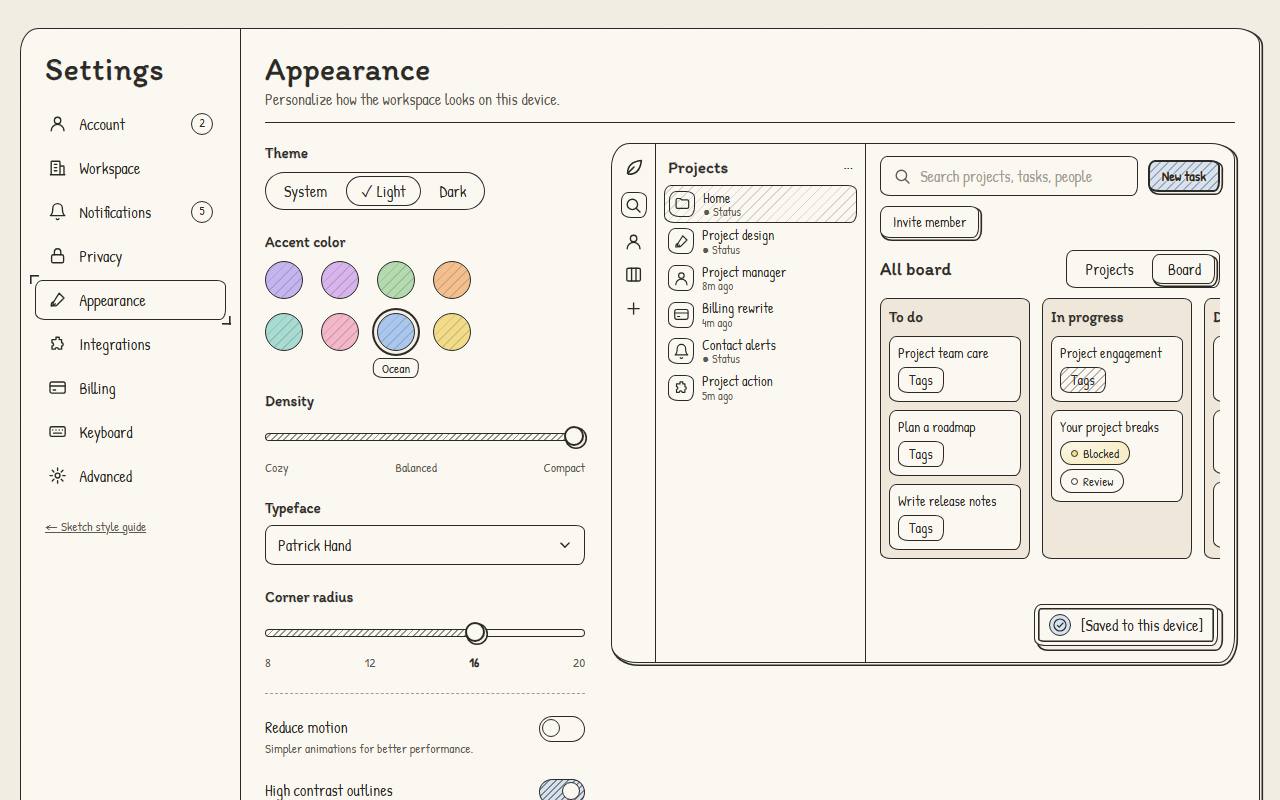 Settings
Account 2
Workspace
Notifications 5
Privacy
Appearance
Integrations
Billing
Keyboard
Advanced
← Sketch style guide
Appearance
Personalize how the workspace looks on this device.
Theme
System ✓ Light Dark
Accent color
Ocean
Density
Cozy Balanced Compact
Typeface
Patrick Hand
Corner radius
8 12 16 20
Reduce motion
Simpler animations for better performance.
High contrast outlines
Projects ...
Home
Status
Project design
Status
Project manager
8m ago
Billing rewrite
4m ago
Contact alerts
Status
Project action
5m ago
Search projects, tasks, people
New task
Invite member
All board
Projects Board
To do
Project team care
Tags
Plan a roadmap
Tags
Write release notes
Tags
In progress
Project engagement
Tags
Your project breaks
Blocked
Review
[Saved to this device]